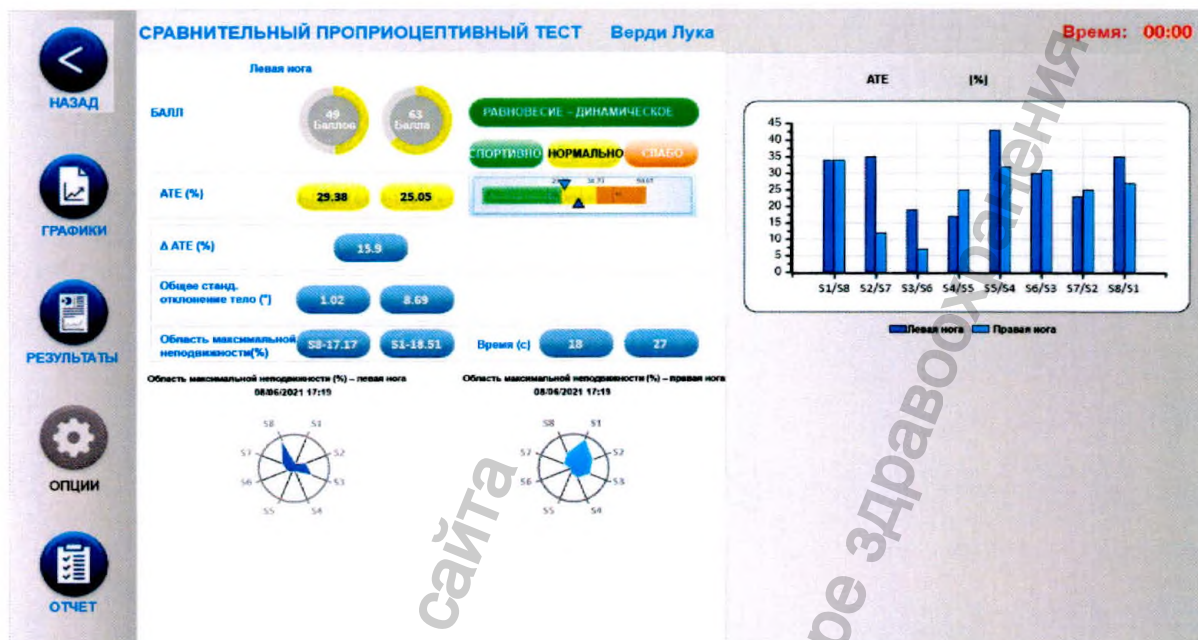 СРАВНИТЕЛЬНЫЙ ПРОПРИОЦЕПТИВНЫЙ ТЕСТ Верди Лука
Время: 00:00
НАЗАД
ГРАФИКИ
РЕЗУЛЬТАТЫ
ОПЦИИ
ОТЧЕТ
Левая нога
БАЛЛ
49 Баллов
63 Балла
РАВНОВЕСИЕ – ДИНАМИЧЕСКОЕ
СПОРТИВНО НОРМАЛЬНО СЛАБО
ATE (%)
29.38 25.05
Δ ATE (%)
15.9
Общее станд.
отклонение тело (°)
1.02 8.69
Область максимальной
неподвижности(%)
S8-17.17 S1-18.51
Время (с) 18 27
Область максимальной неподвижности (%) – левая нога
08/06/2021 17:19
S8 S1
S7 S2
S6 S3
S5 S4
Область максимальной неподвижности (%) – правая нога
08/06/2021 17:19
S8 S1
S7 S2
S6 S3
S5 S4
ATE [%]
45
40
35
30
25
20
15
10
5
0
S1/S8 S2/S7 S3/S6 S4/S5 S5/S4 S6/S3 S7/S2 S8/S1
Левая нога Правая нога
сайта
ре здравоохранения